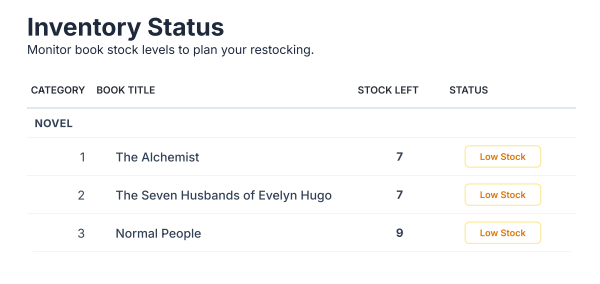 Inventory Status
Monitor book stock levels to plan your restocking.
CATEGORY BOOK TITLE STOCK LEFT STATUS
NOVEL
1 The Alchemist 7 Low Stock
2 The Seven Husbands of Evelyn Hugo 7 Low Stock
3 Normal People 9 Low Stock